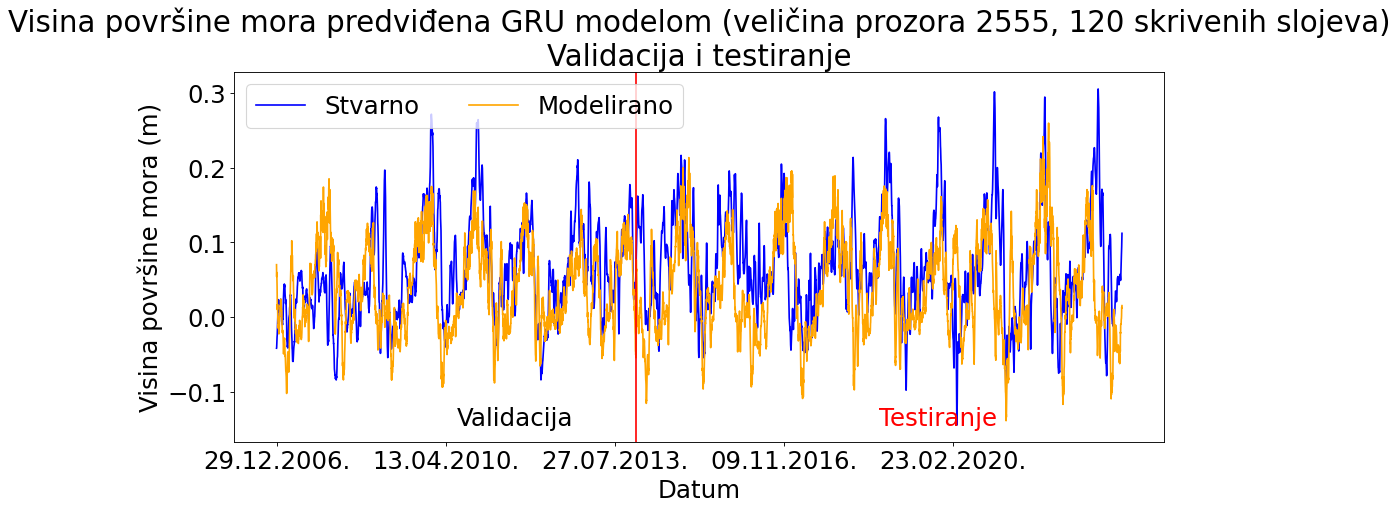 Visina površine mora predviđena GRU modelom (veličina prozora 2555, 120 skrivenih slojeva)
Validacija i testiranje
Stvarno Modelirano
Visina površine mora (m)
0.3
0.2
0.1
0.0
−0.1
Validacija Testiranje
29.12.2006. 13.04.2010. 27.07.2013. 09.11.2016. 23.02.2020.
Datum